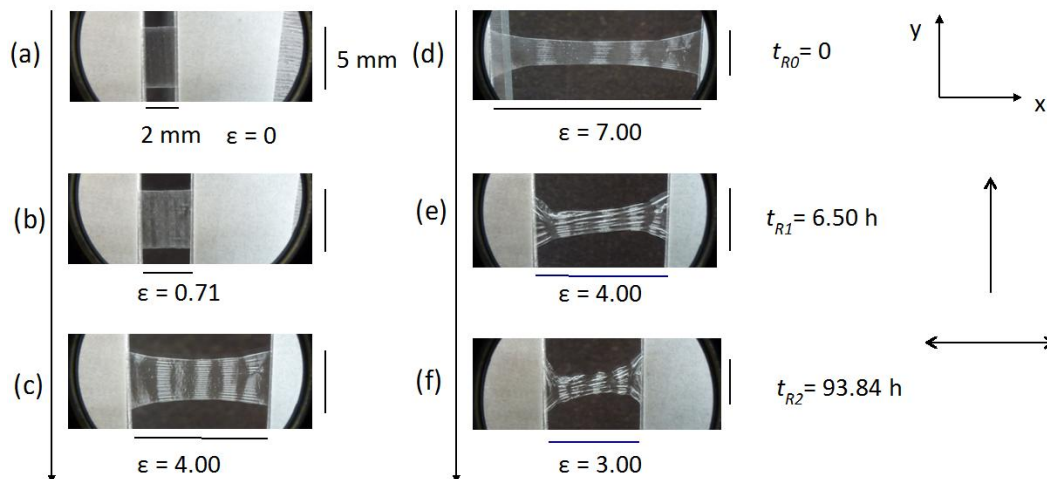 (a)
5 mm
2 mm ε = 0
(b)
ε = 0.71
(c)
ε = 4.00
(d)
t_R0= 0
ε = 7.00
(e)
t_R1= 6.50 h
ε = 4.00
(f)
t_R2= 93.84 h
ε = 3.00
y
x